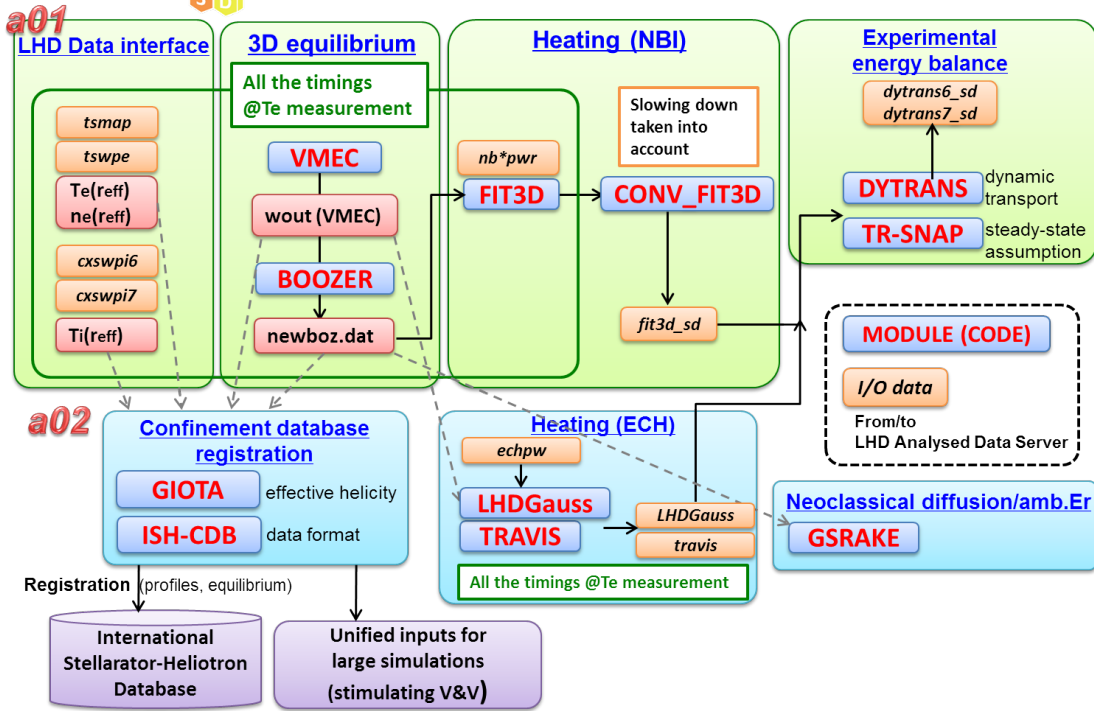 a01
LHD Data interface
tsmap
tswpe
Te(reff)
ne(reff)
cxswpi6
cxswpi7
Ti(reff)
3D equilibrium
All the timings
@Te measurement
VMEC
wout (VMEC)
BOOZER
newboz.dat
Heating (NBI)
Slowing down
taken into
account
nb*pwr
FIT3D
CONV_FIT3D
fit3d_sd
Experimental
energy balance
dytrans6_sd
dytrans7_sd
DYTRANS
dynamic
transport
TR-SNAP
steady-state
assumption
MODULE (CODE)
I/O data
From/to
LHD Analysed Data Server
a02
Confinement database
registration
GIOTA
effective helicity
ISH-CDB
data format
Registration (profiles, equilibrium)
International
Stellarator-Heliotron
Database
Unified inputs for
large simulations
(stimulating V&V)
Heating (ECH)
echpw
LHDGauss
TRAVIS
LHDGauss
travis
All the timings @Te measurement
Neoclassical diffusion/amb.Er
GSRAKE